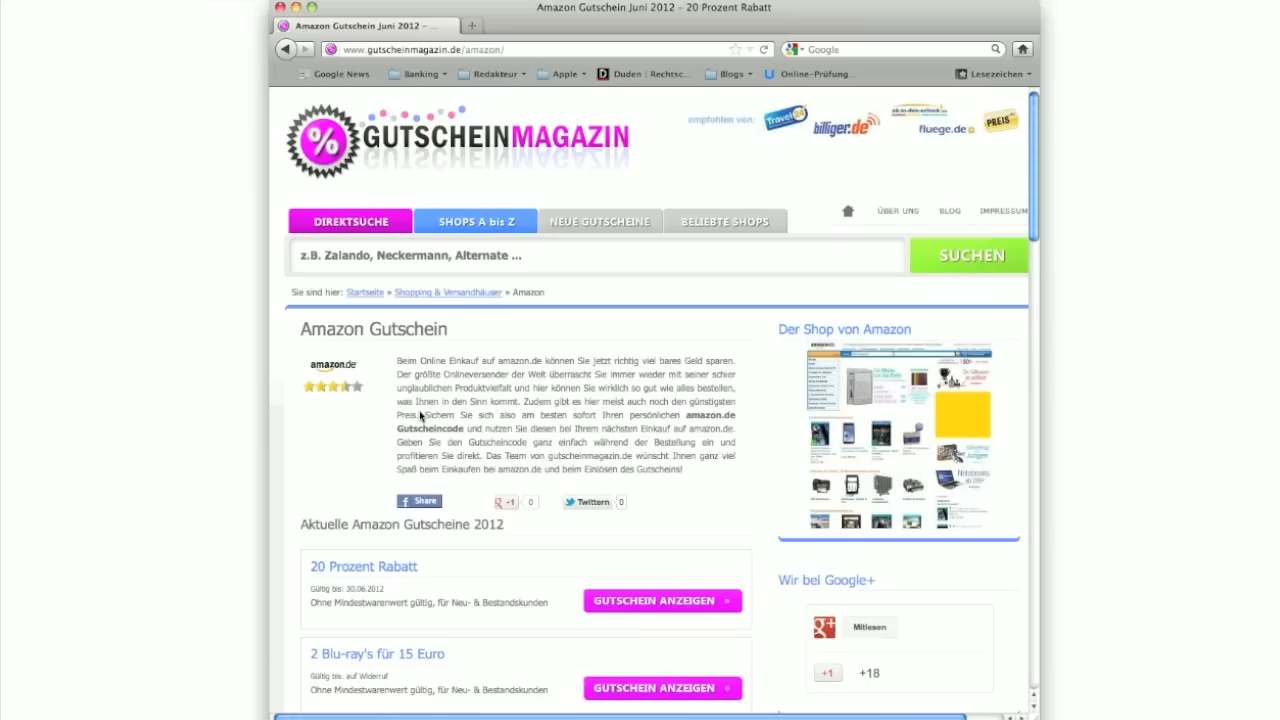 Amazon Gutschein Juni 2012 – 20 Prozent Rabatt
Amazon Gutschein Juni 2012 – ...
www.gutscheinmagazin.de/amazon/
Google
Google News
Banking
Redakteur
Apple
Duden | Rechtsc...
Blogs
Online-Prüfung...
Lesezeichen
% GUTSCHEINMAGAZIN
empfohlen von:
Travel24
billiger.de
ab-in-den-urlaub.de
fluege.de
PREIS
ÜBER UNS
BLOG
IMPRESSUM
DIREKTSUCHE
SHOPS A bis Z
NEUE GUTSCHEINE
BELIEBTE SHOPS
z.B. Zalando, Neckermann, Alternate ...
SUCHEN
Sie sind hier: Startseite » Shopping & Versandhäuser » Amazon
Amazon Gutschein
amazon.de
Beim Online Einkauf auf amazon.de können Sie jetzt richtig viel bares Geld sparen.
Der größte Onlineversender der Welt überrascht Sie immer wieder mit seiner schier
unglaublichen Produktvielfalt und hier können Sie wirklich so gut wie alles bestellen,
was Ihnen in den Sinn kommt. Zudem gibt es hier meist auch noch den günstigsten
Preis. Sichern Sie sich also am besten sofort Ihren persönlichen amazon.de
Gutscheincode und nutzen Sie diesen bei Ihrem nächsten Einkauf auf amazon.de.
Geben Sie den Gutscheincode ganz einfach während der Bestellung ein und
profitieren Sie direkt. Das Team von gutscheinmagazin.de wünscht Ihnen ganz viel
Spaß beim Einkaufen bei amazon.de und beim Einlösen des Gutscheins!
f Share
+1
0
Twittern
0
Aktuelle Amazon Gutscheine 2012
20 Prozent Rabatt
Gültig bis: 30.06.2012
Ohne Mindestwarenwert gültig, für Neu- & Bestandskunden
GUTSCHEIN ANZEIGEN
2 Blu-ray's für 15 Euro
Gültig bis: auf Widerruf
Ohne Mindestwarenwert gültig, für Neu- & Bestandskunden
GUTSCHEIN ANZEIGEN
Der Shop von Amazon
Wir bei Google+
g+
Mitlesen
+1
+18